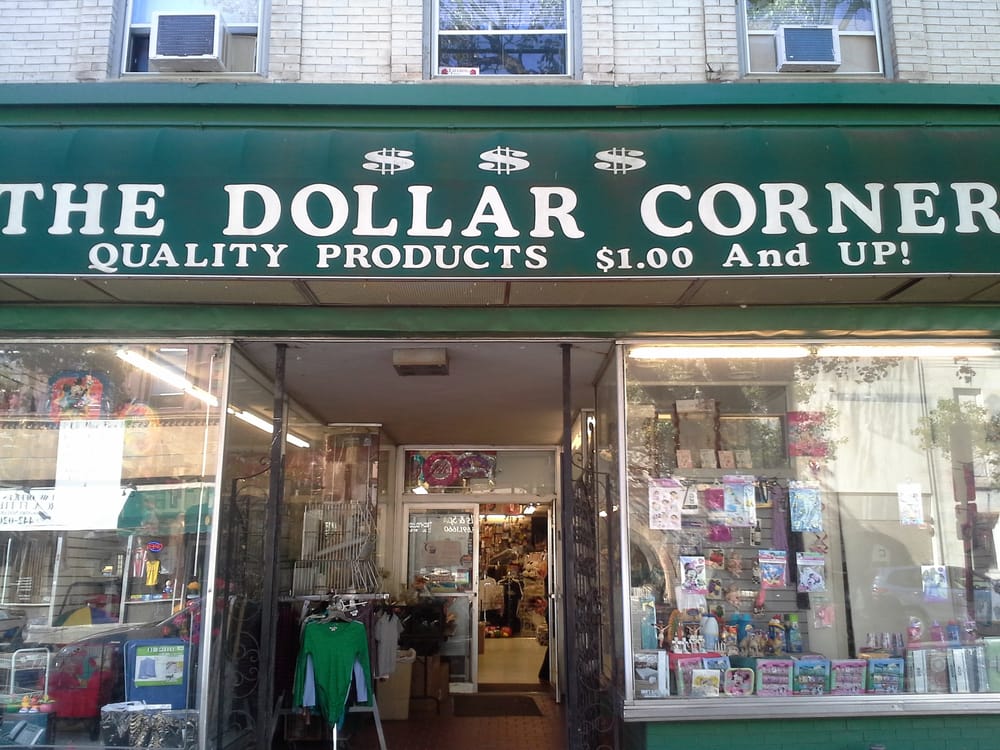 $ $ $
THE DOLLAR CORNER
QUALITY PRODUCTS $1.00 And UP!